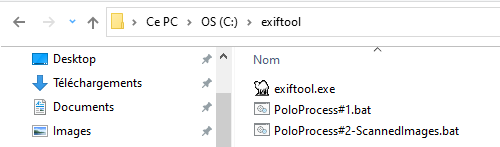 Ce PC > OS (C:) > exiftool
Desktop
Téléchargements
Documents
Images
Nom
exiftool.exe
PoloProcess#1.bat
PoloProcess#2-ScannedImages.bat